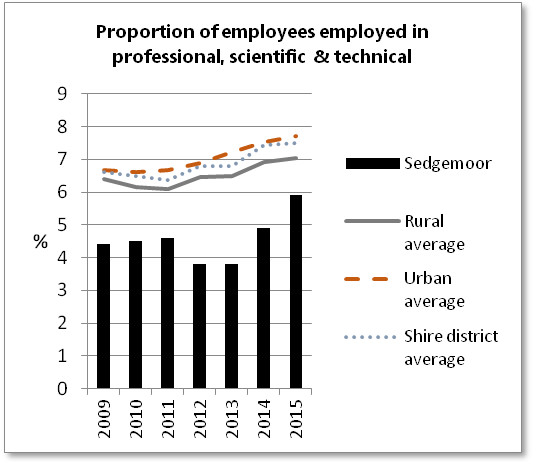 Proportion of employees employed in
professional, scientific & technical
9
8
7
6
5
4
3
2
1
0
%
2009
2010
2011
2012
2013
2014
2015
Sedgemoor
Rural
average
Urban
average
Shire district
average